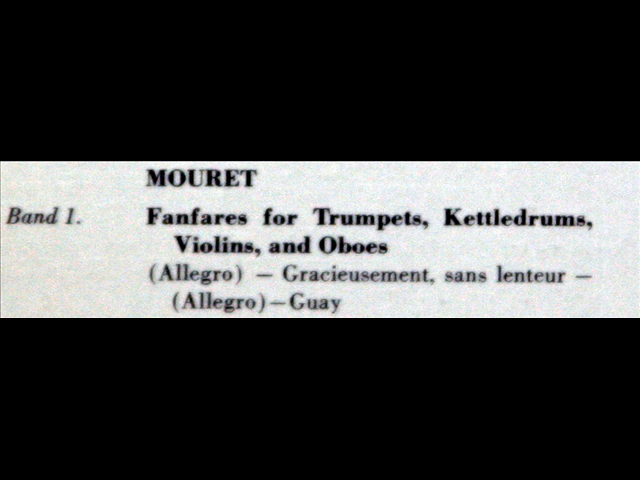 MOURET
Band 1. Fanfares for Trumpets, Kettledrums,
Violins, and Oboes
(Allegro) — Gracieusement, sans lenteur —
(Allegro)—Guay